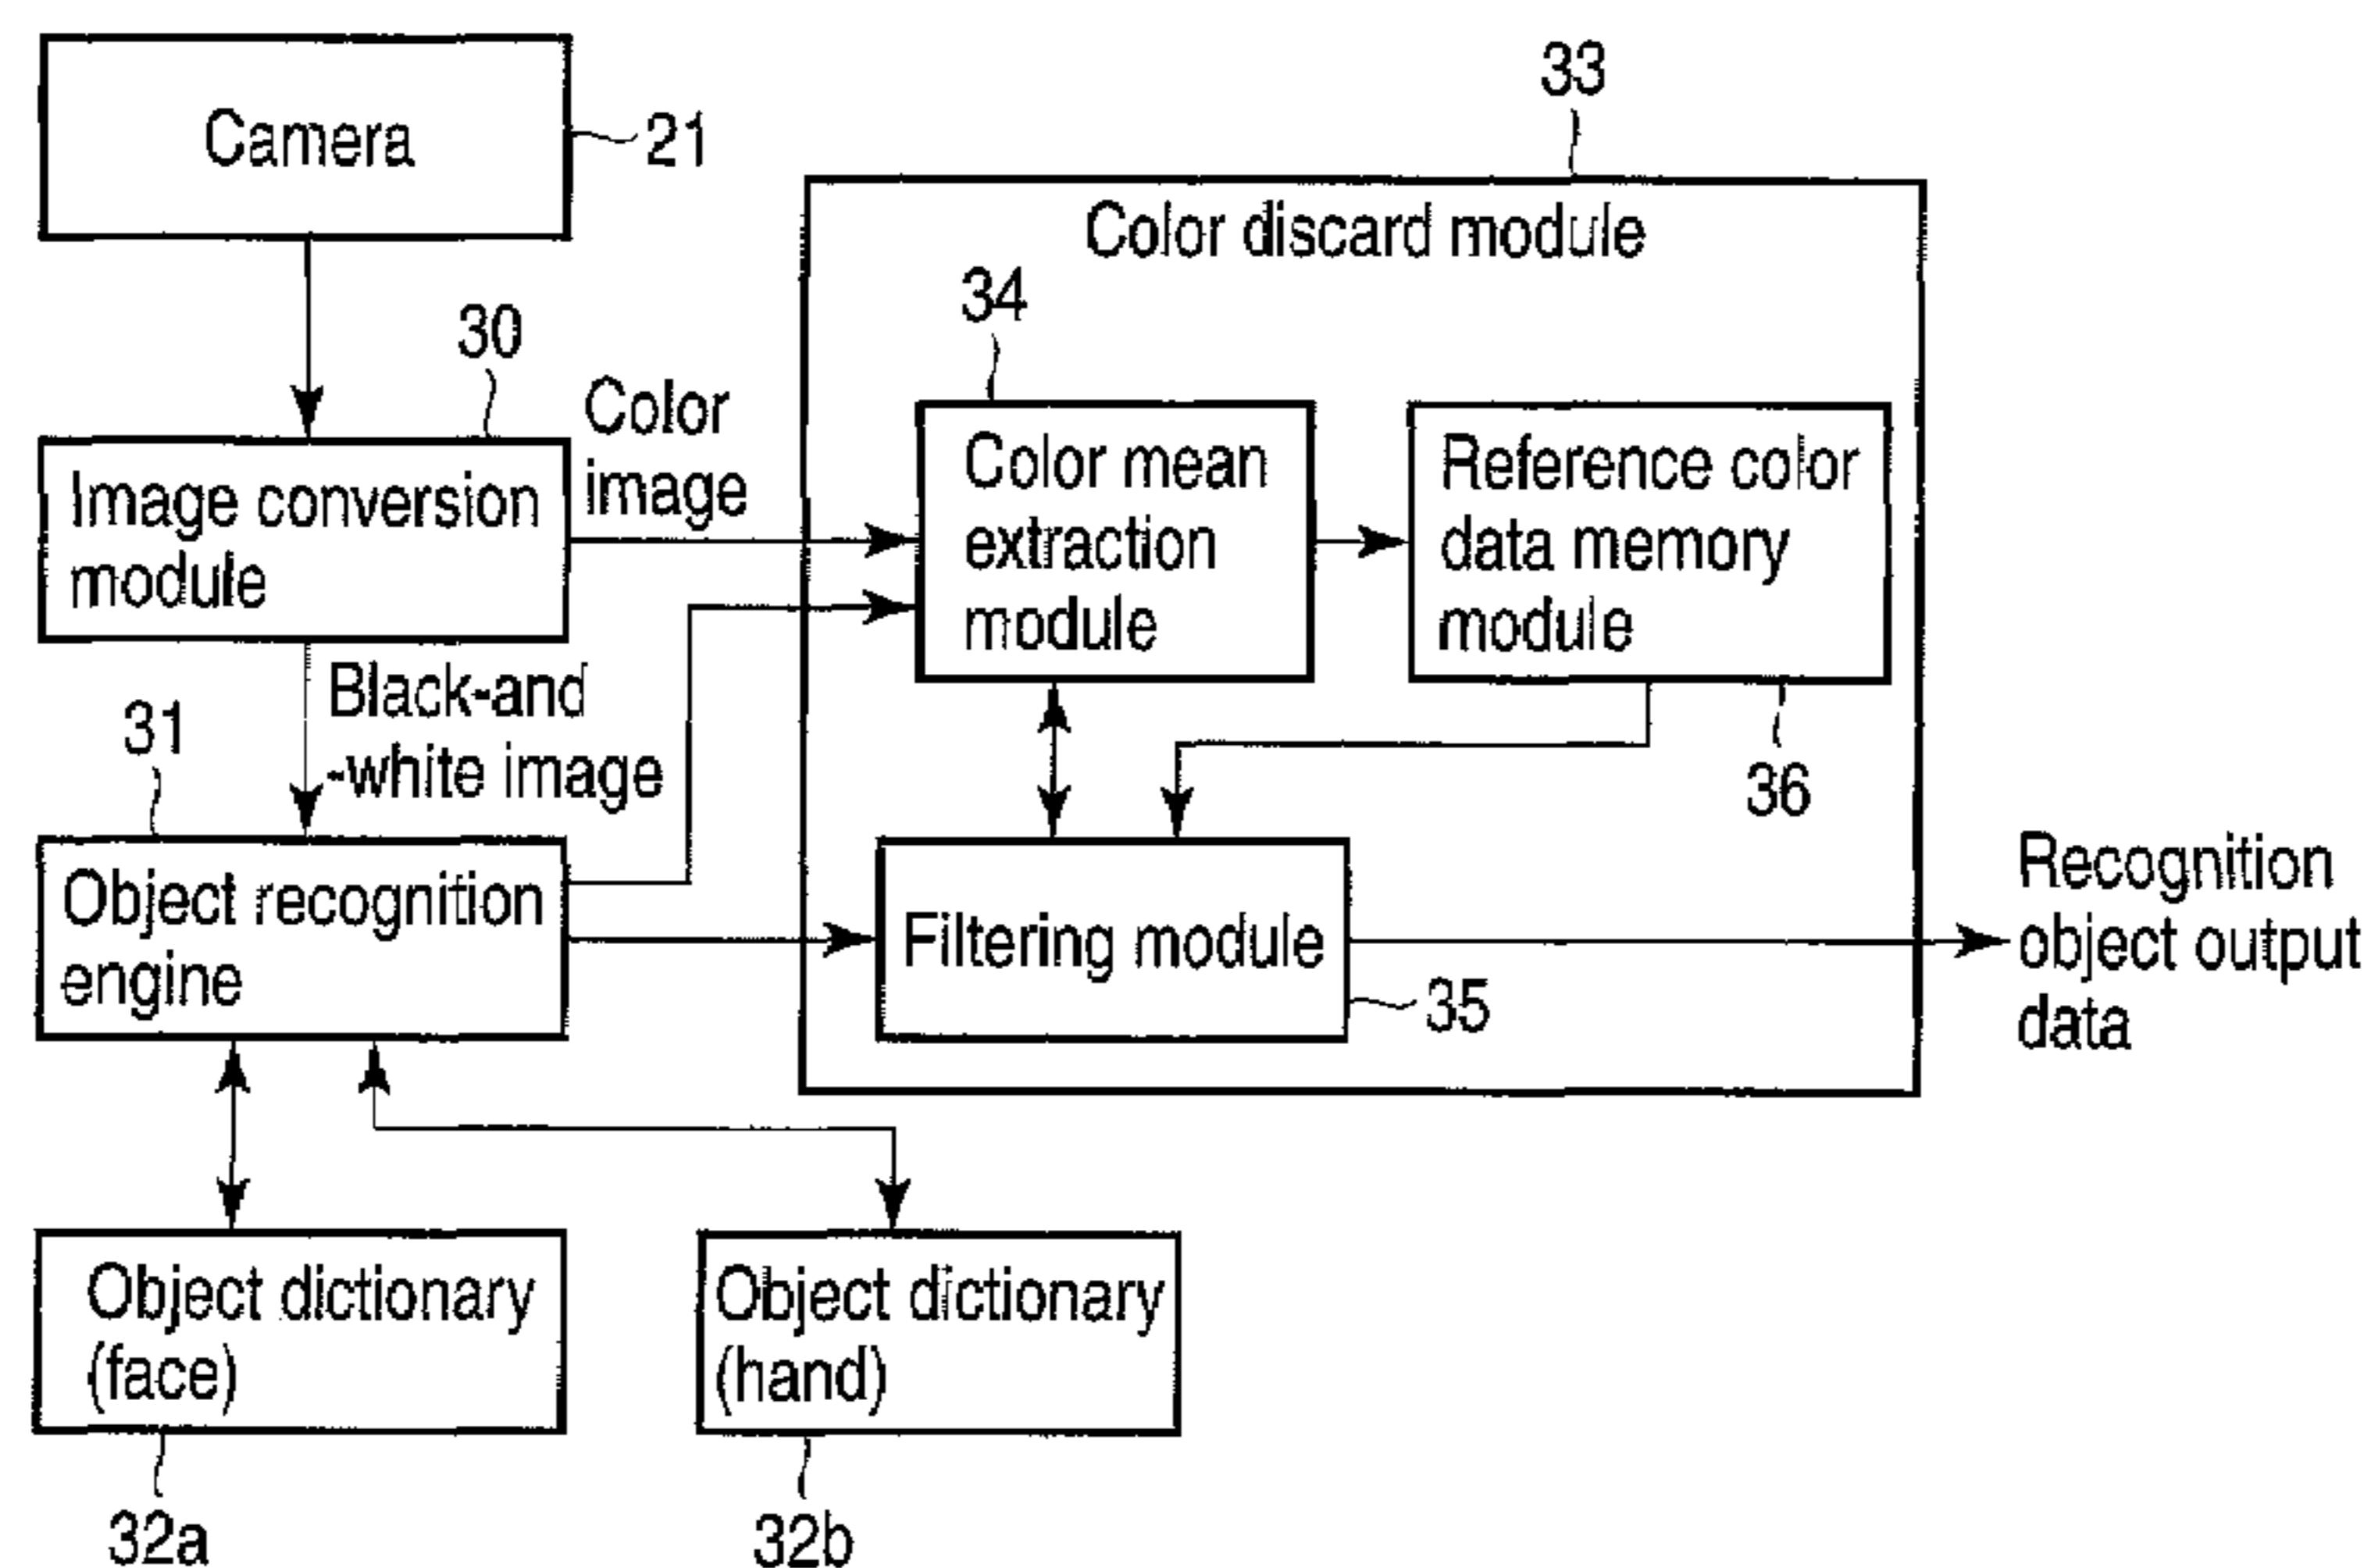 Camera
21
33
Color discard module
34
30
Color
image
Image conversion
module
Color mean
extraction
module
Reference color
data memory
module
Black-and
-white image
31
36
Object recognition
engine
Filtering module
35
Recognition
object output
data
Object dictionary
(face)
Object dictionary
(hand)
32a
32b